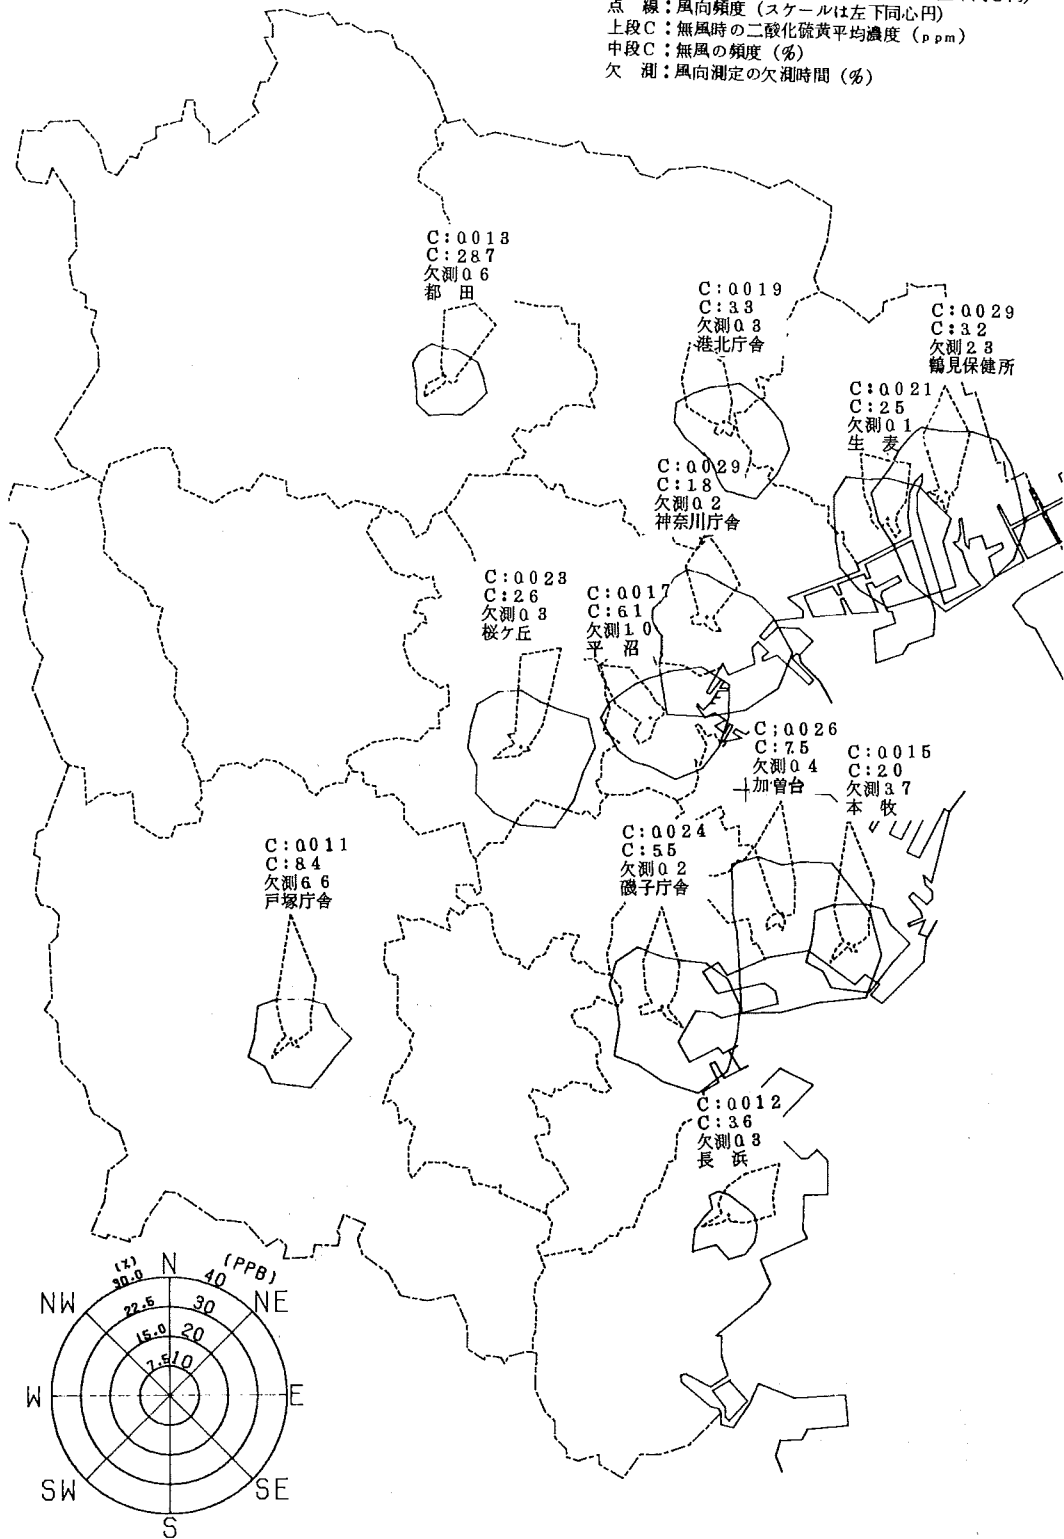 点 線：風向頻度 (スケールは左下同心円)
上段C：無風時の二酸化硫黄平均濃度 (ppm)
中段C：無風の頻度 (%)
欠 測：風向測定の欠測時間 (%)
C:0.013
C:28.7
欠測0.6
都 田
C:0.019
C:3.3
欠測0.3
港北庁舎
C:0.029
C:3.2
欠測2.3
鶴見保健所
C:0.021
C:2.5
欠測0.1
生 麦
C:0.029
C:1.8
欠測0.2
神奈川庁舎
C:0.023
C:2.6
欠測0.3
桜ケ丘
C:0.017
C:6.1
欠測1.0
平 沼
C:0.026
C:7.5
欠測0.4
加曽台
C:0.015
C:2.0
欠測3.7
本 牧
C:0.024
C:5.5
欠測0.2
磯子庁舎
C:0.011
C:8.4
欠測6.6
戸塚庁舎
C:0.012
C:3.6
欠測0.3
長 浜
(%) N (PPB)
30.0 40
NW NE
22.5 30
15.0 20
7.5 10
W E
SW SE
S